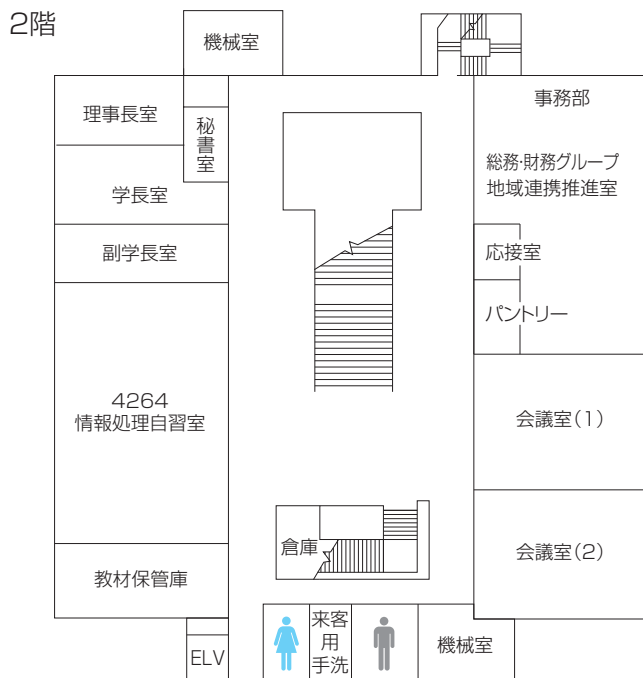 2階
機械室
理事長室
秘書室
学長室
副学長室
4264
情報処理自習室
教材保管庫
ELV
倉庫
来客
用
手洗
機械室
事務部
総務・財務グループ
地域連携推進室
応接室
パントリー
会議室(1)
会議室(2)